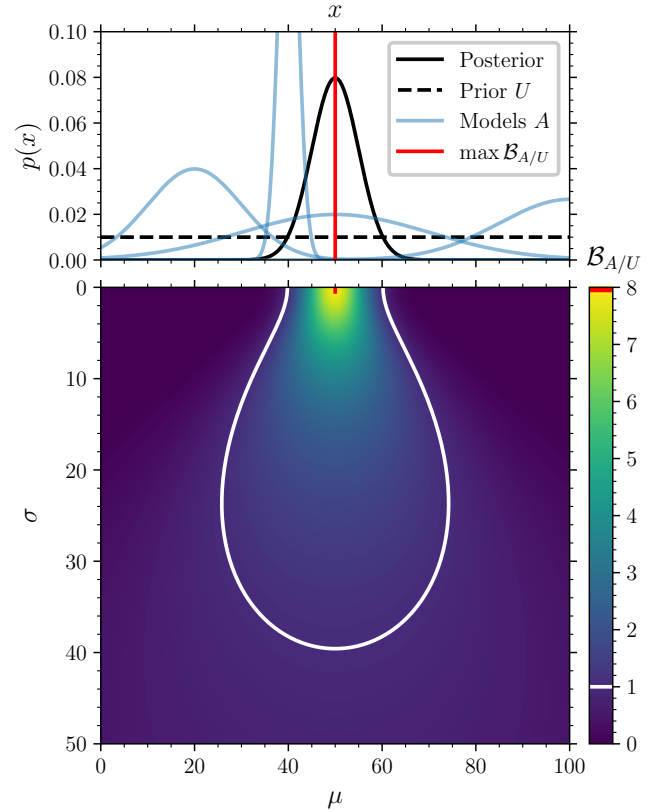 x
0.10
0.08
0.06
0.04
0.02
0.00
p(x)
Posterior
Prior U
Models A
max 𝓑_{A/U}
𝓑_{A/U}
0
10
20
30
40
50
σ
0 20 40 60 80 100
μ
8
7
6
5
4
3
2
1
0